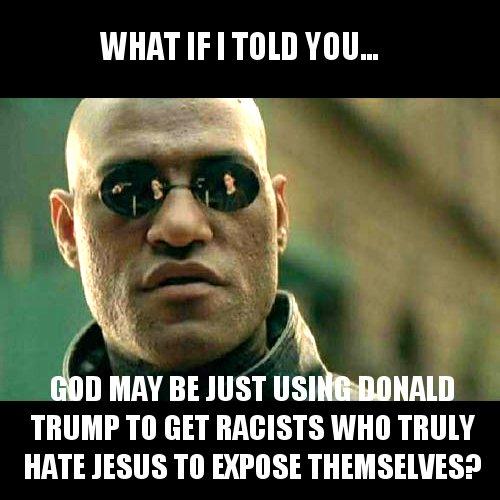 WHAT IF I TOLD YOU...
GOD MAY BE JUST USING DONALD
TRUMP TO GET RACISTS WHO TRULY
HATE JESUS TO EXPOSE THEMSELVES?